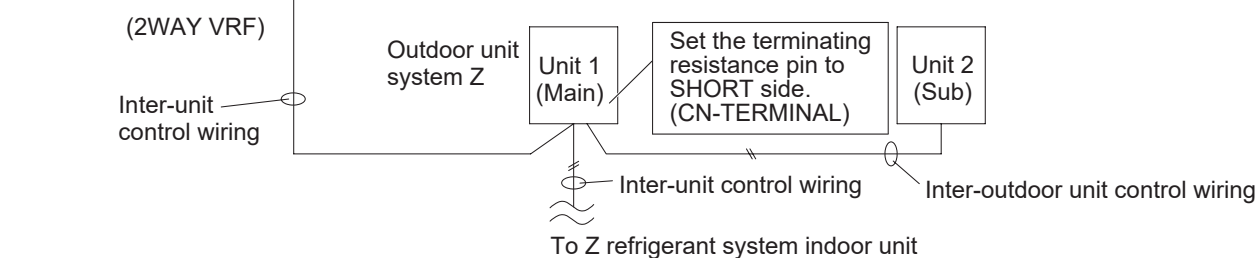 (2WAY VRF)
Outdoor unit
system Z
Unit 1
(Main)
Set the terminating
resistance pin to
SHORT side.
(CN-TERMINAL)
Unit 2
(Sub)
Inter-unit
control wiring
Inter-unit control wiring
Inter-outdoor unit control wiring
To Z refrigerant system indoor unit